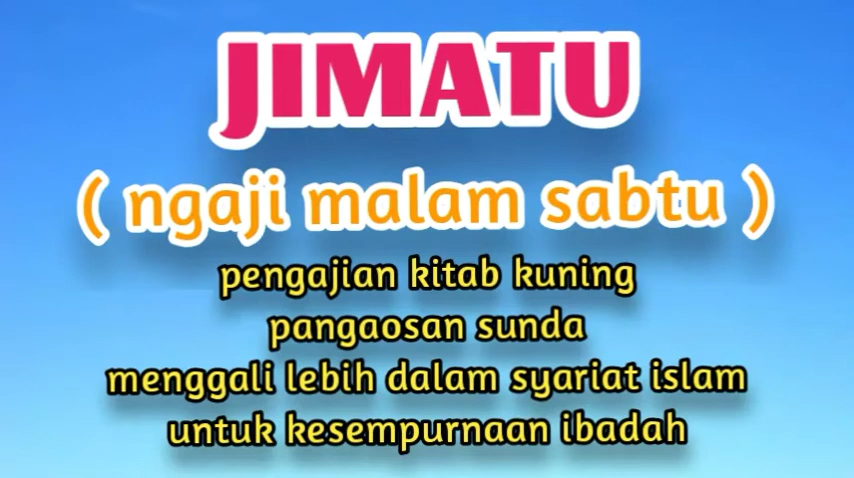 JIMATU
( ngaji malam sabtu )
pengajian kitab kuning
pangaosan sunda
menggali lebih dalam syariat islam
untuk kesempurnaan ibadah